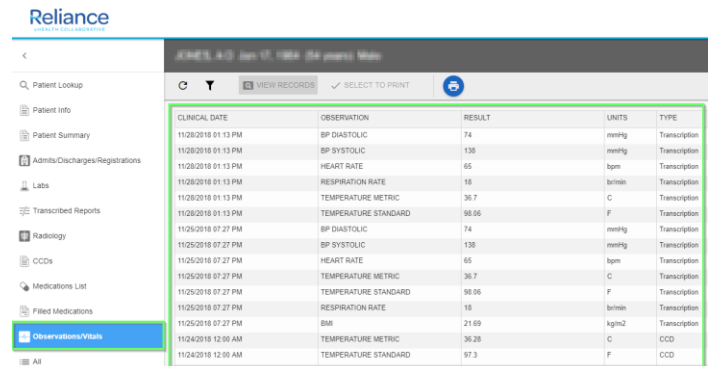 Reliance
eHEALTH COLLABORATIVE
Patient Lookup
Patient Info
Patient Summary
Admits/Discharges/Registrations
Labs
Transcribed Reports
Radiology
CCDs
Medications List
Filled Medications
Observations/Vitals
All
VIEW RECORDS SELECT TO PRINT
CLINICAL DATE OBSERVATION RESULT UNITS TYPE
11/28/2018 01:13 PM BP DIASTOLIC 74 mmHg Transcription
11/28/2018 01:13 PM BP SYSTOLIC 138 mmHg Transcription
11/28/2018 01:13 PM HEART RATE 65 bpm Transcription
11/28/2018 01:13 PM RESPIRATION RATE 18 br/min Transcription
11/28/2018 01:13 PM TEMPERATURE METRIC 36.7 C Transcription
11/28/2018 01:13 PM TEMPERATURE STANDARD 98.06 F Transcription
11/25/2018 07:27 PM BP DIASTOLIC 74 mmHg Transcription
11/25/2018 07:27 PM BP SYSTOLIC 138 mmHg Transcription
11/25/2018 07:27 PM HEART RATE 65 bpm Transcription
11/25/2018 07:27 PM TEMPERATURE METRIC 36.7 C Transcription
11/25/2018 07:27 PM TEMPERATURE STANDARD 98.06 F Transcription
11/25/2018 07:27 PM RESPIRATION RATE 18 br/min Transcription
11/25/2018 07:27 PM BMI 21.69 kg/m2 Transcription
11/24/2018 12:00 AM TEMPERATURE METRIC 36.28 C CCD
11/24/2018 12:00 AM TEMPERATURE STANDARD 97.3 F CCD